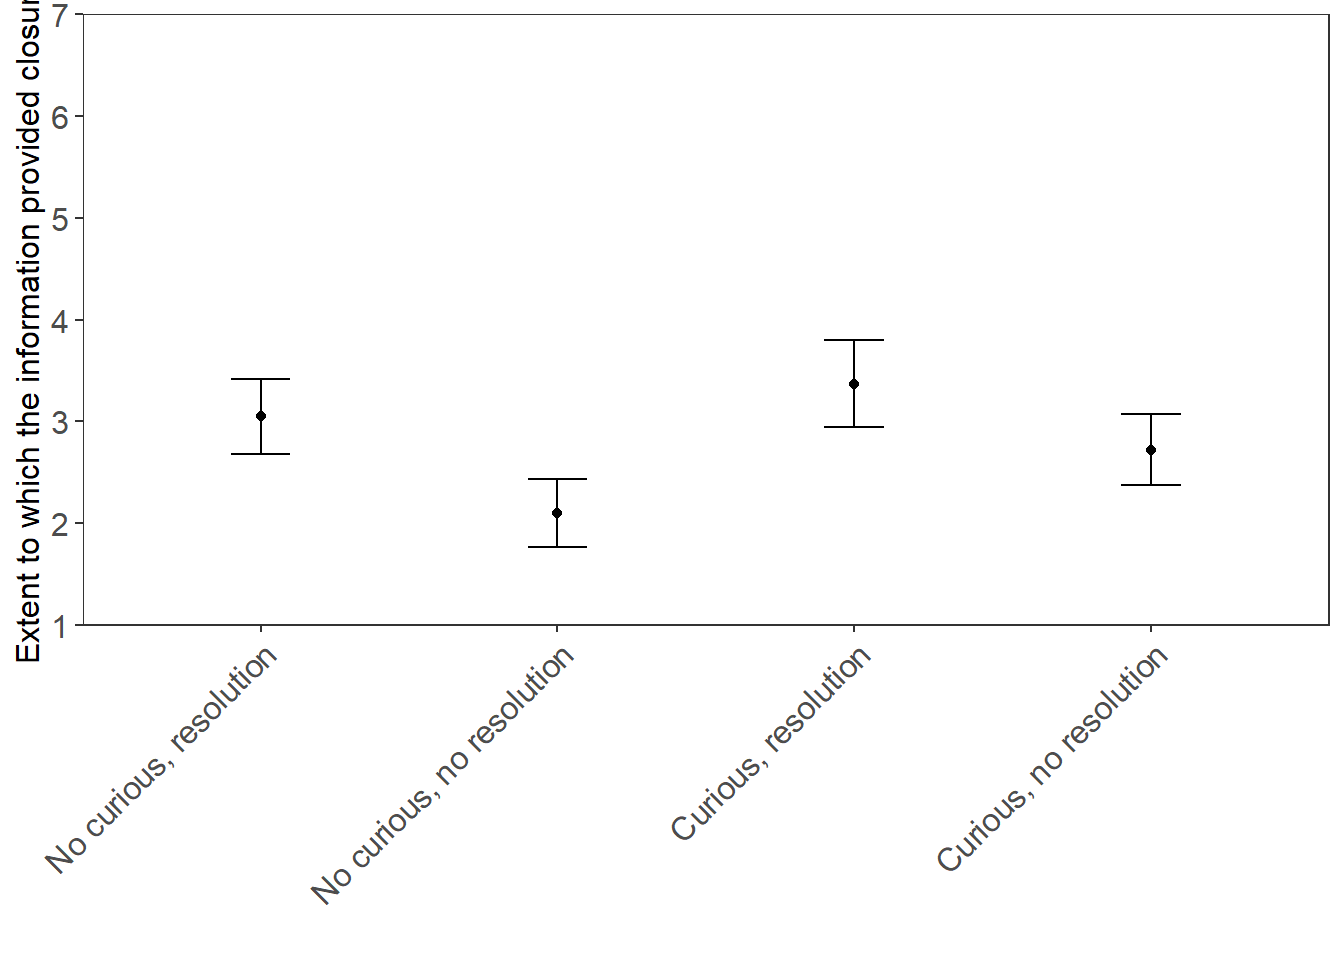 Extent to which the information provided closur
7
6
5
4
3
2
1
No curious, resolution
No curious, no resolution
Curious, resolution
Curious, no resolution